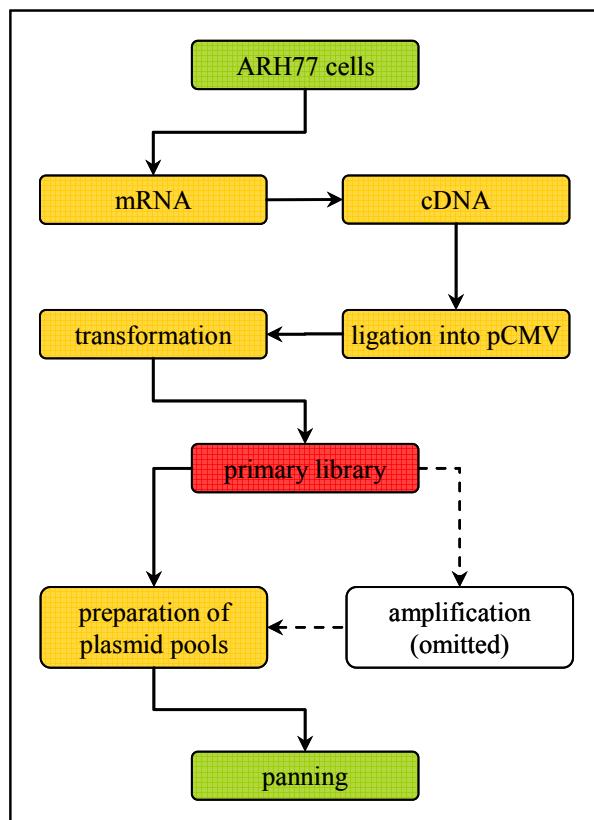 ARH77 cells
mRNA
cDNA
transformation
ligation into pCMV
primary library
preparation of
plasmid pools
amplification
(omitted)
panning